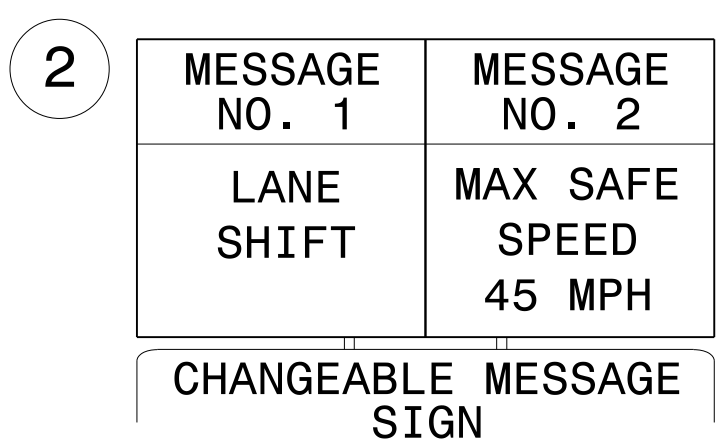 2
MESSAGE
NO. 1
MESSAGE
NO. 2
LANE
SHIFT
MAX SAFE
SPEED
45 MPH
CHANGEABLE MESSAGE
SIGN